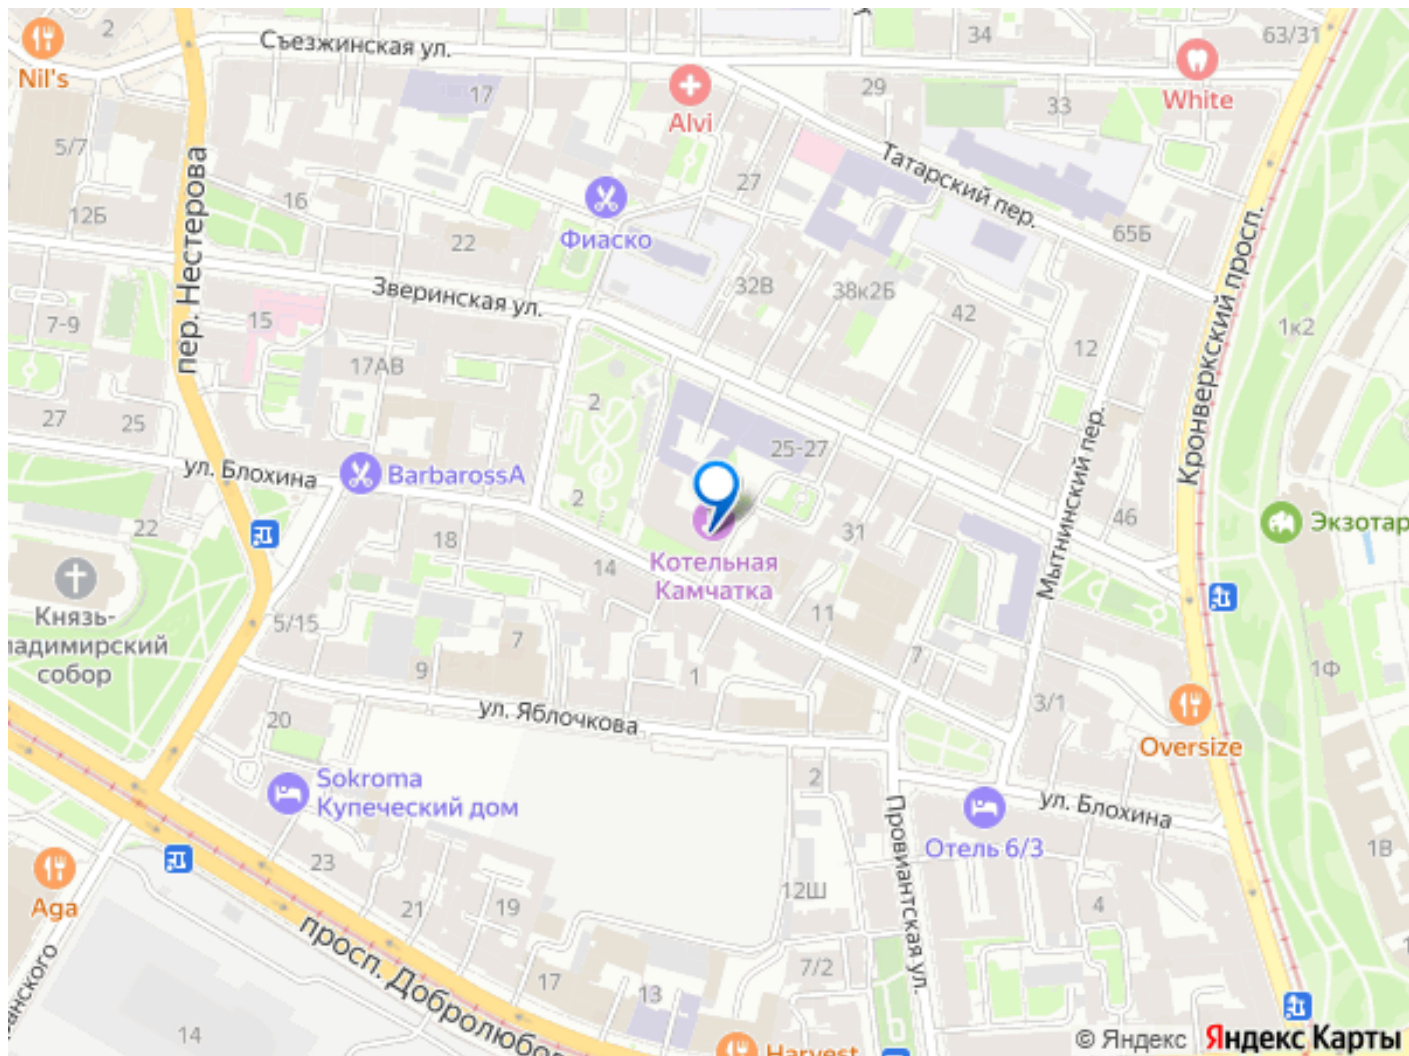 2
Nil's
Съезжинская ул.
34
63/31
White
17
Alvi
29
33
5/7
пер. Нестерова
Татарский пер.
27
16
12Б
Фиаско
22
65Б
Кронверкский просп.
Зверинская ул.
32В
38к2Б
42
1к2
7-9
15
17АВ
12
2
27
25
25-27
Мытнинский пер.
ул. Блохина
BarbarossA
2
46
Экзотар
22
18
31
Котельная
Камчатка
14
Князь-
ладимирский
собор
5/15
7
11
7
9
1
1Ф
3/1
ул. Яблочкова
20
Oversize
Sokroma
Купеческий дом
2
ул. Блохина
Провиантская ул.
Отель 6/3
1В
23
12Ш
Aga
21
19
4
просп. Добролюбов
7/2
17
13
анского
14
Harvest
1
© Яндекс
Яндекс Карты